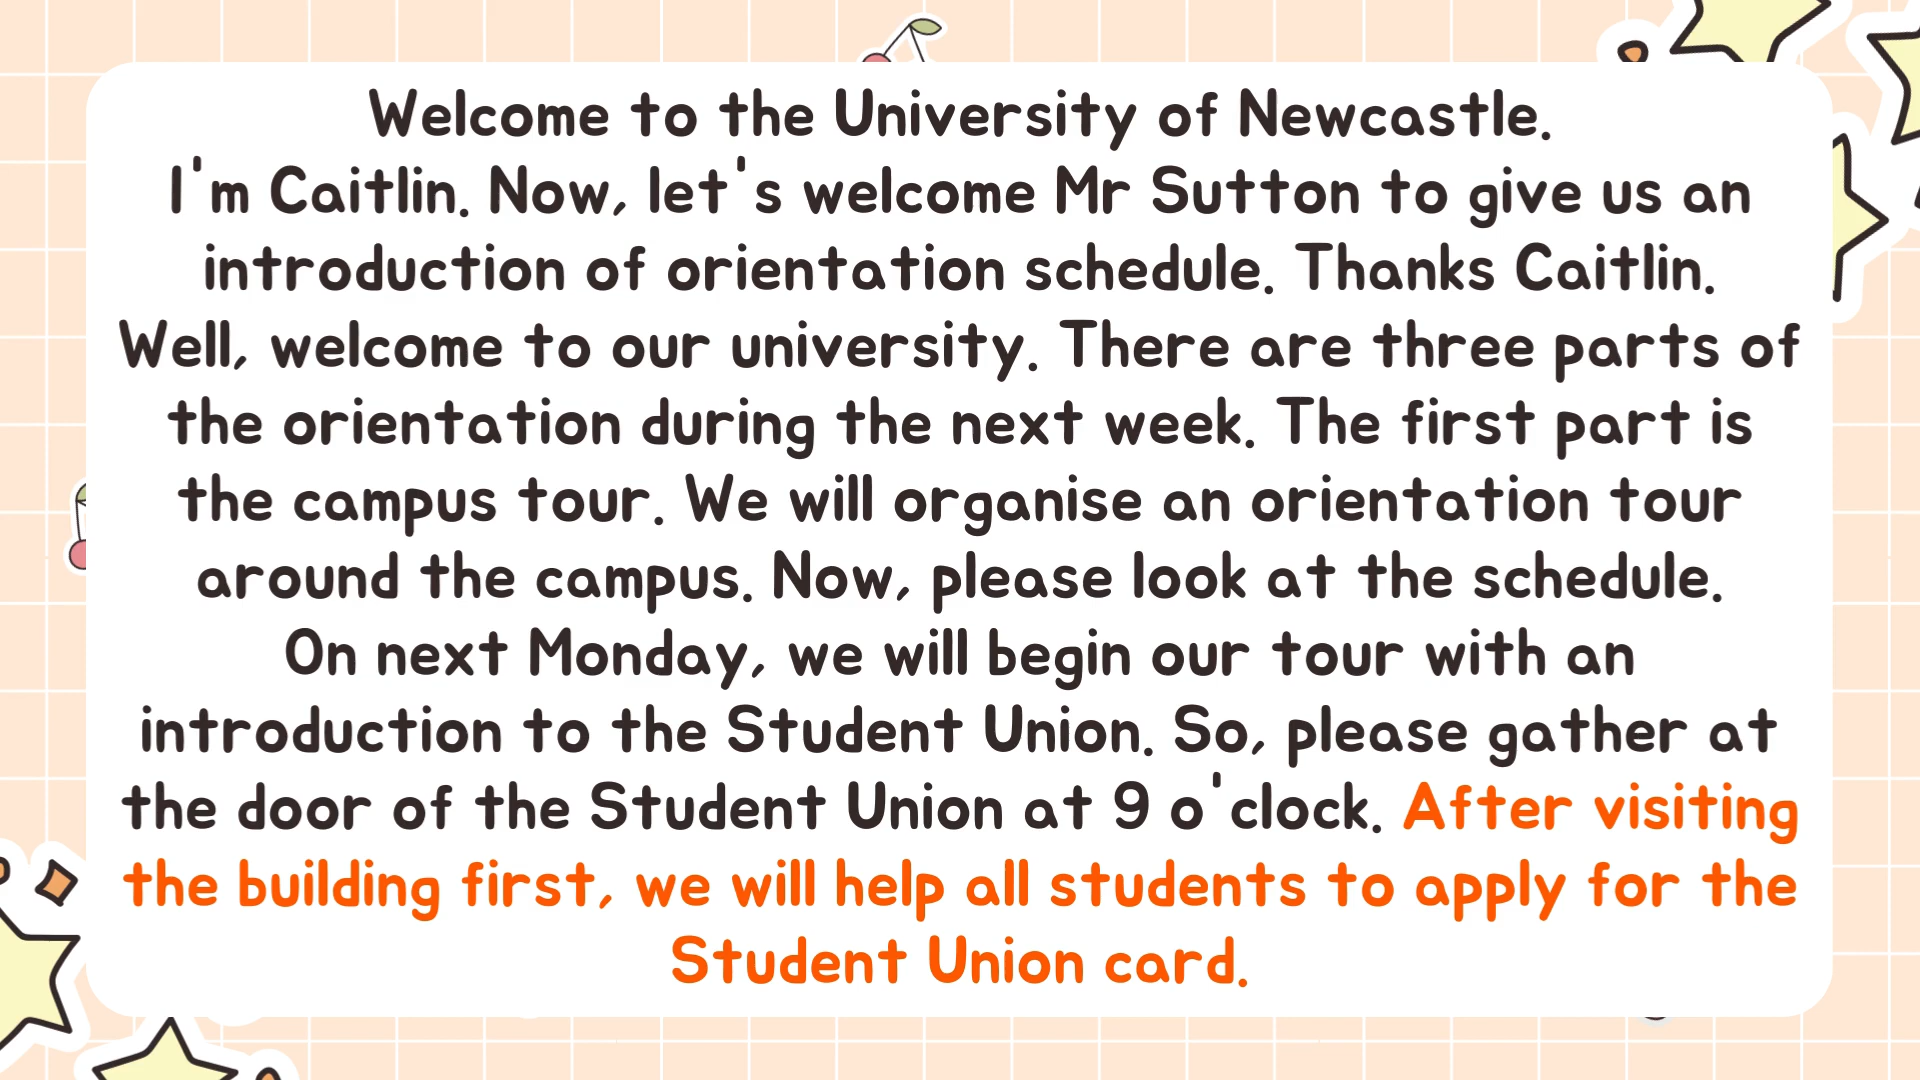 Welcome to the University of Newcastle.
I'm Caitlin. Now, let's welcome Mr Sutton to give us an
introduction of orientation schedule. Thanks Caitlin.
Well, welcome to our university. There are three parts of
the orientation during the next week. The first part is
the campus tour. We will organise an orientation tour
around the campus. Now, please look at the schedule.
On next Monday, we will begin our tour with an
introduction to the Student Union. So, please gather at
the door of the Student Union at 9 o'clock. After visiting
the building first, we will help all students to apply for the
Student Union card.